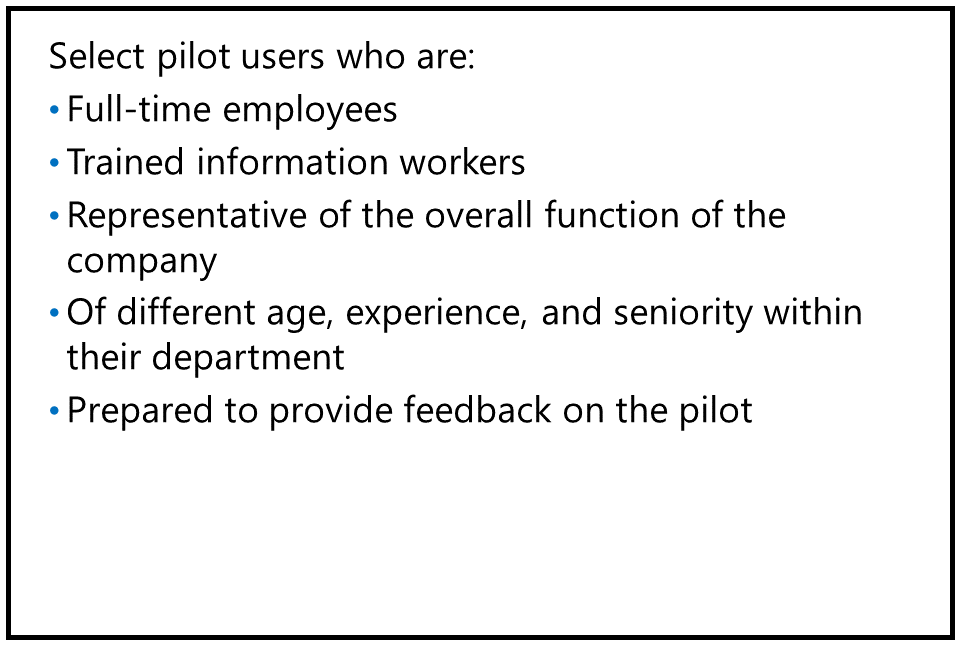 Select pilot users who are:
• Full-time employees
• Trained information workers
• Representative of the overall function of the
company
• Of different age, experience, and seniority within
their department
• Prepared to provide feedback on the pilot